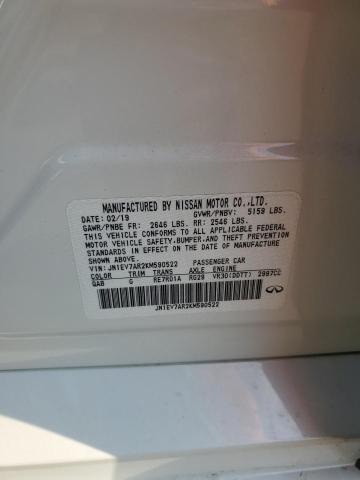 MANUFACTURED BY NISSAN MOTOR CO.,LTD.
DATE: 02/19 GVWR/PNBV: 5159 LBS.
GAWR/PNBE FR: 2646 LBS. RR: 2546 LBS.
THIS VEHICLE CONFORMS TO ALL APPLICABLE FEDERAL
MOTOR VEHICLE SAFETY,BUMPER,AND THEFT PREVENTION
STANDARDS IN EFFECT ON THE DATE OF MANUFACTURE
SHOWN ABOVE.
VIN:JN1EV7AR2KM590522 PASSENGER CAR
COLOR TRIM TRANS AXLE ENGINE
QAB G RE7R01A RG29 VR30(DDTT) 2997CC
JN1EV7AR2KM590522